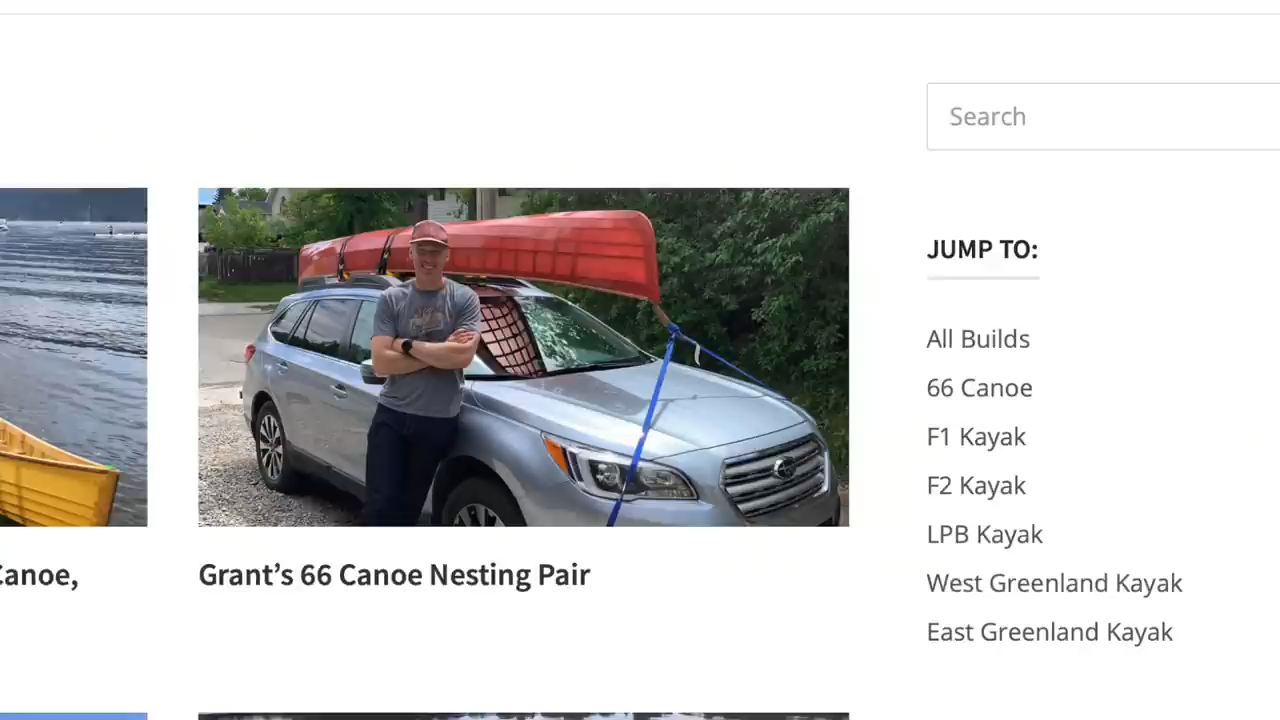 Search
JUMP TO:
All Builds
66 Canoe
F1 Kayak
F2 Kayak
LPB Kayak
West Greenland Kayak
East Greenland Kayak
Canoe,
Grant’s 66 Canoe Nesting Pair